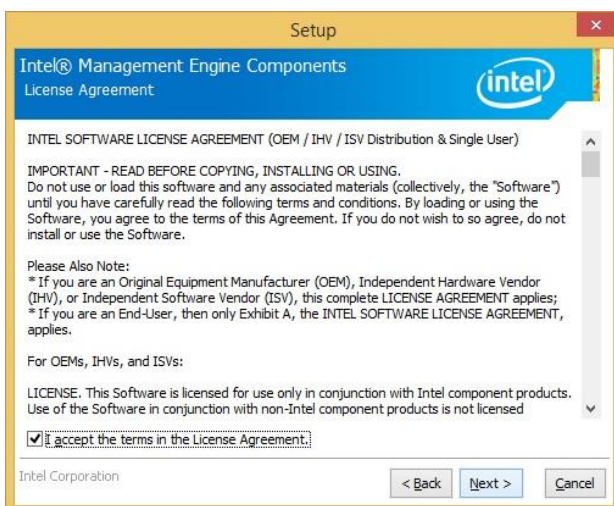 Setup
Intel® Management Engine Components
License Agreement
intel
INTEL SOFTWARE LICENSE AGREEMENT (OEM / IHV / ISV Distribution & Single User)
IMPORTANT - READ BEFORE COPYING, INSTALLING OR USING.
Do not use or load this software and any associated materials (collectively, the "Software")
until you have carefully read the following terms and conditions. By loading or using the
Software, you agree to the terms of this Agreement. If you do not wish to so agree, do not
install or use the Software.
Please Also Note:
* If you are an Original Equipment Manufacturer (OEM), Independent Hardware Vendor
(IHV), or Independent Software Vendor (ISV), this complete LICENSE AGREEMENT applies;
* If you are an End-User, then only Exhibit A, the INTEL SOFTWARE LICENSE AGREEMENT,
applies.
For OEMs, IHVs, and ISVs:
LICENSE. This Software is licensed for use only in conjunction with Intel component products.
Use of the Software in conjunction with non-Intel component products is not licensed
I accept the terms in the License Agreement.
Intel Corporation
< Back
Next >
Cancel